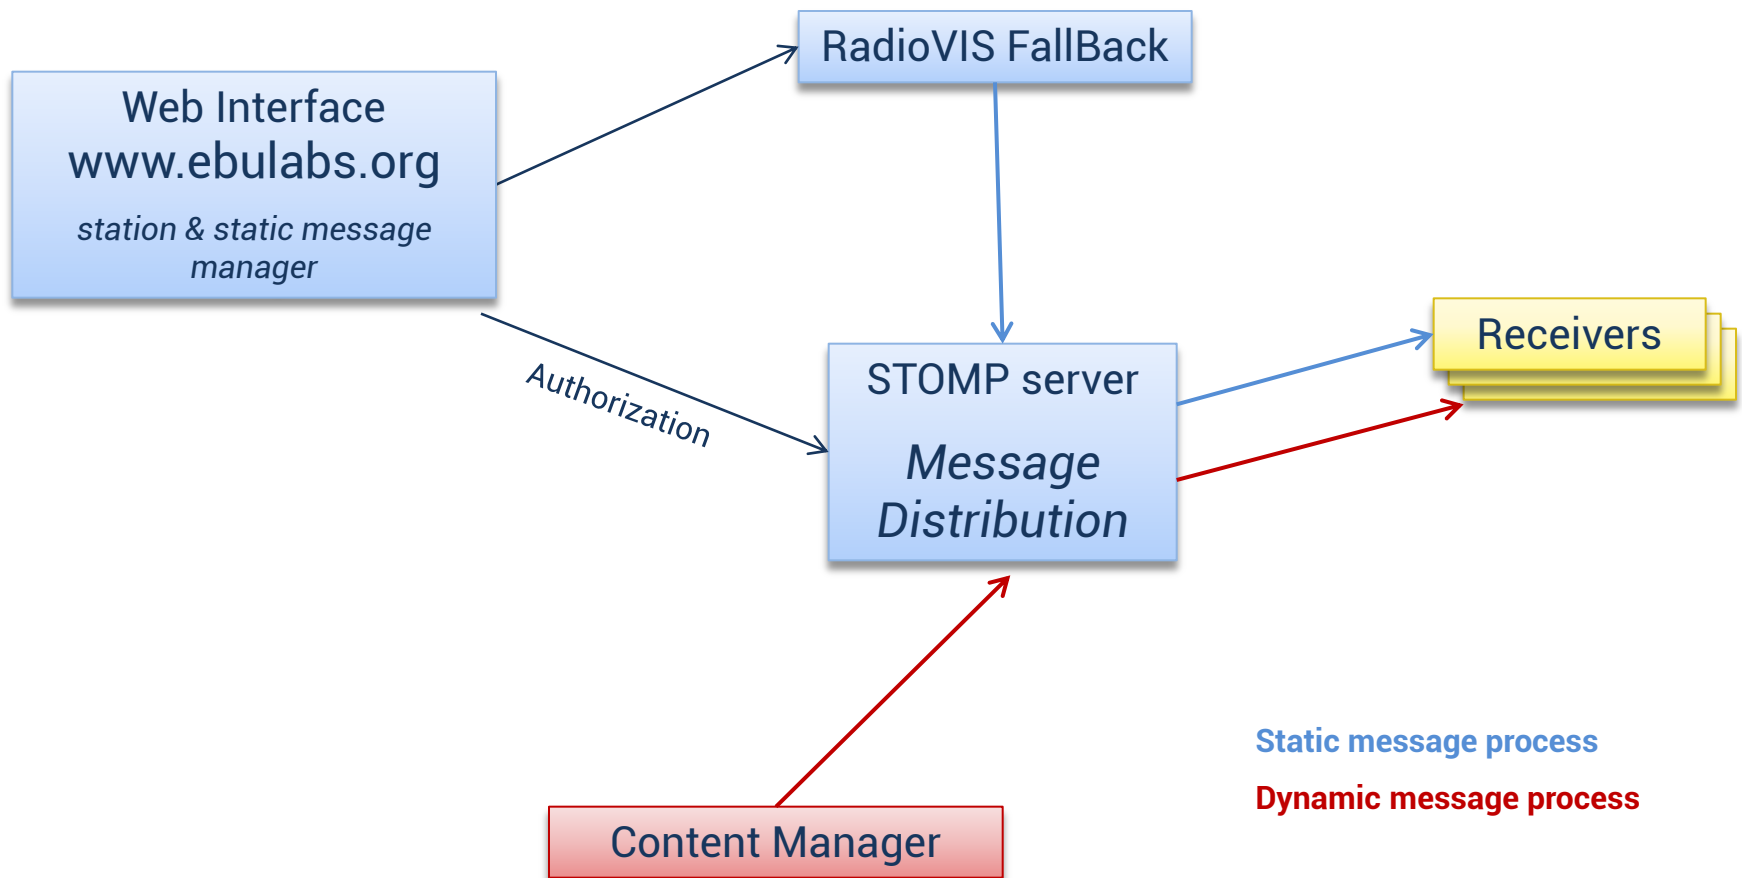 RadioVIS FallBack
Web Interface
www.ebulabs.org
station & static message
manager
Authorization
STOMP server
Message
Distribution
Receivers
Static message process
Dynamic message process
Content Manager